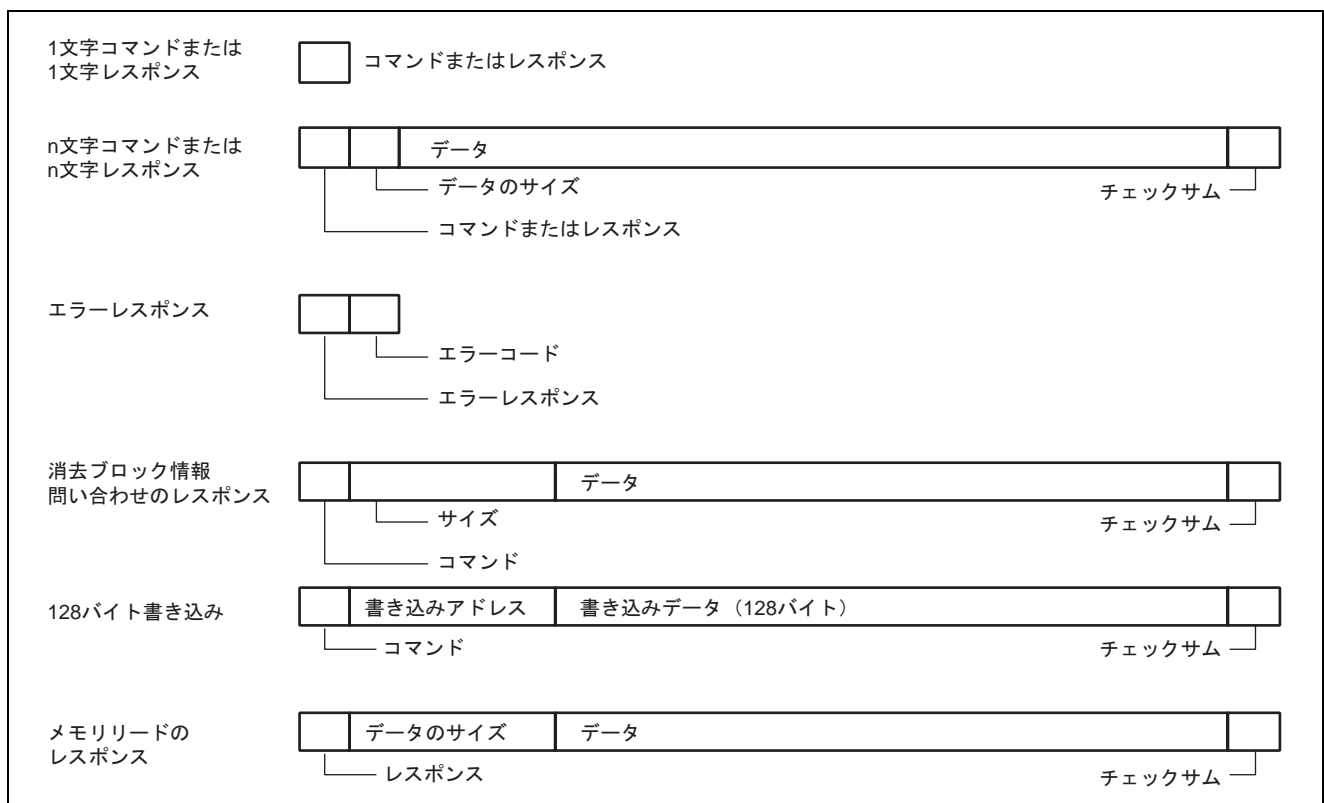 1文字コマンドまたは
1文字レスポンス
コマンドまたはレスポンス
n文字コマンドまたは
n文字レスポンス
データ
データのサイズ
チェックサム
コマンドまたはレスポンス
エラーレスポンス
エラーコード
エラーレスポンス
消去ブロック情報
問い合わせのレスポンス
データ
サイズ
チェックサム
コマンド
128バイト書き込み
書き込みアドレス
書き込みデータ（128バイト）
コマンド
チェックサム
メモリリードの
レスポンス
データのサイズ
データ
レスポンス
チェックサム